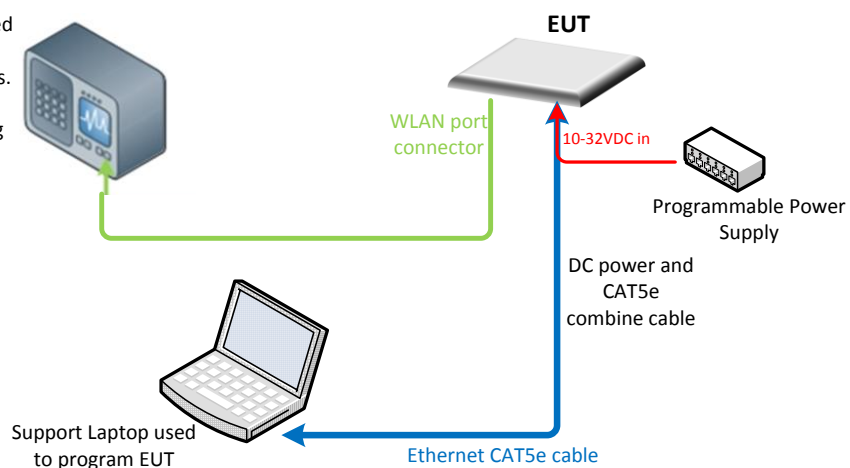 ed
s.
g
EUT
WLAN port
connector
10-32VDC in
Programmable Power
Supply
DC power and
CAT5e
combine cable
Support Laptop used
to program EUT
Ethernet CAT5e cable